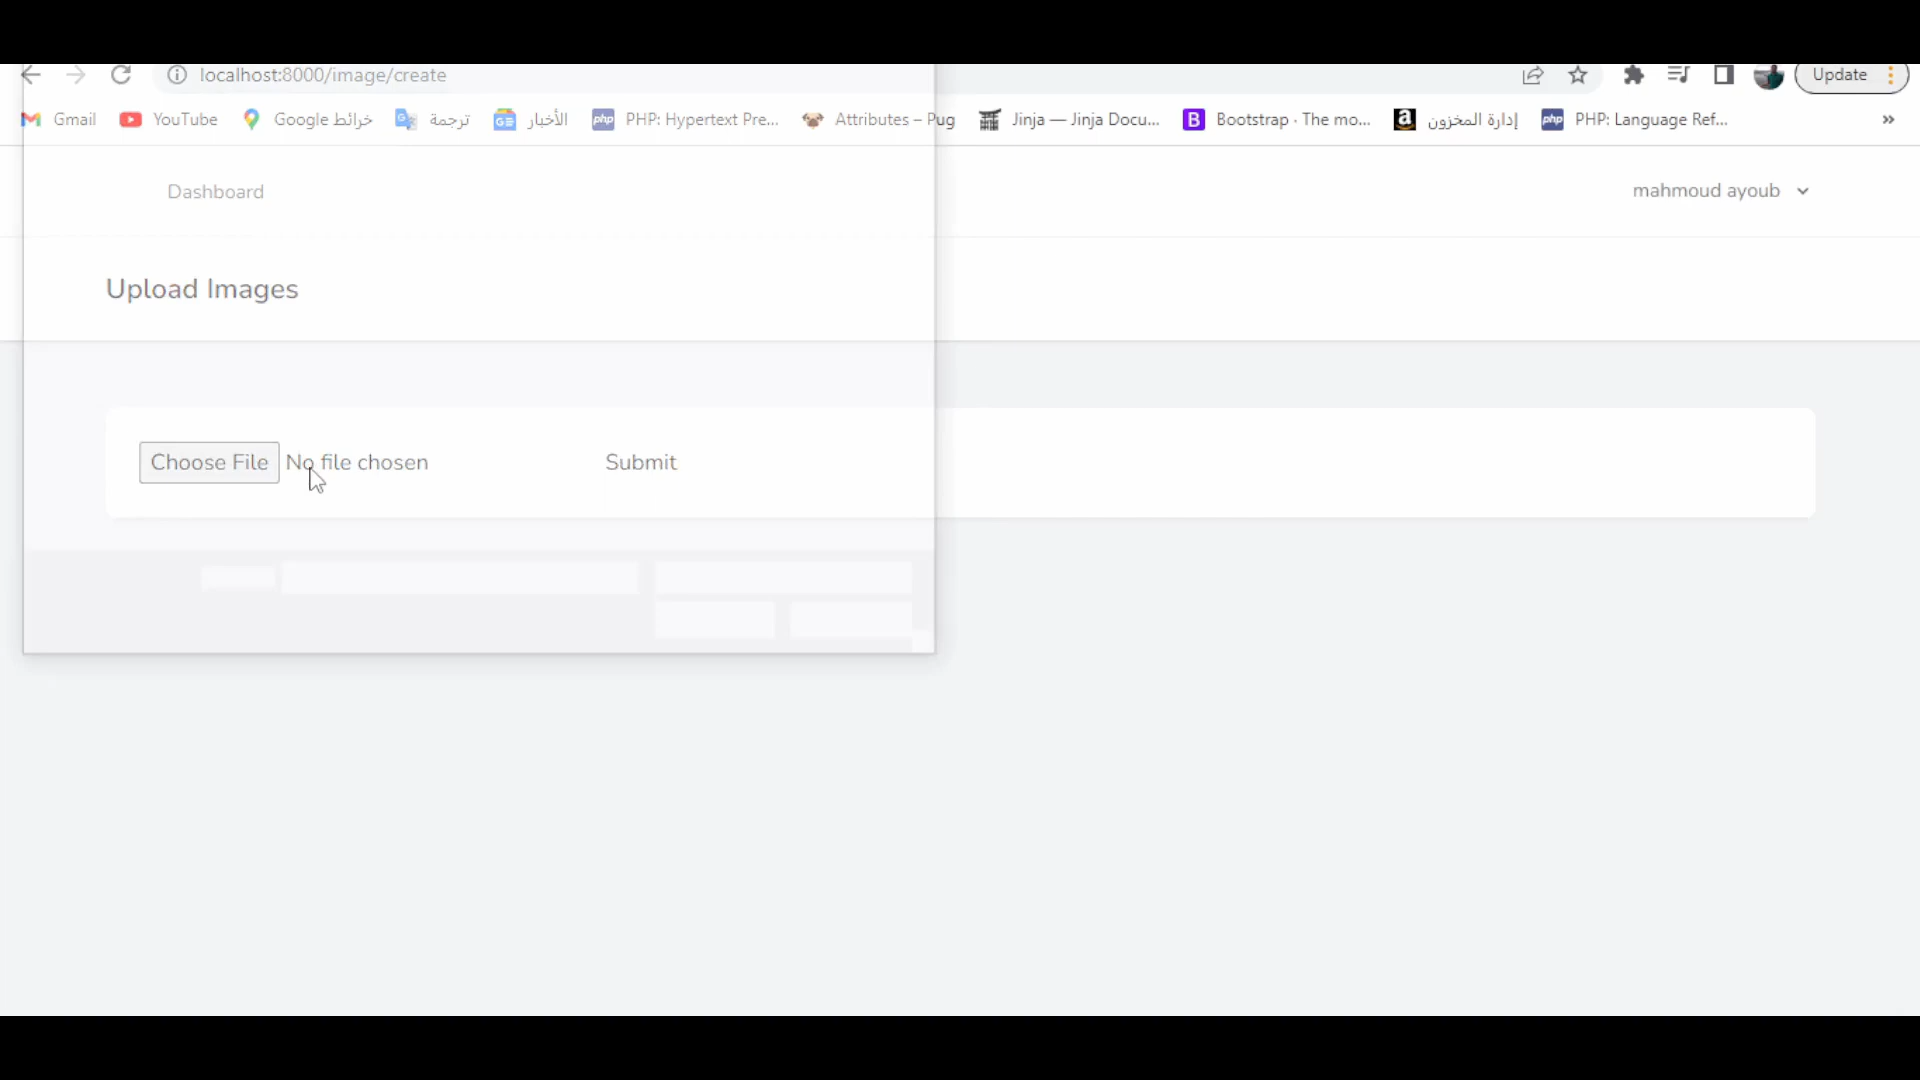 localhost:8000/image/create
Update
Gmail
YouTube
خرائط Google
ترجمة
الأخبار
php
PHP: Hypertext Pre...
Attributes – Pug
Jinja — Jinja Docu...
B
Bootstrap · The mo...
a
إدارة المخزون
php
PHP: Language Ref...
»
Dashboard
mahmoud ayoub
Upload Images
Choose File No file chosen
Submit